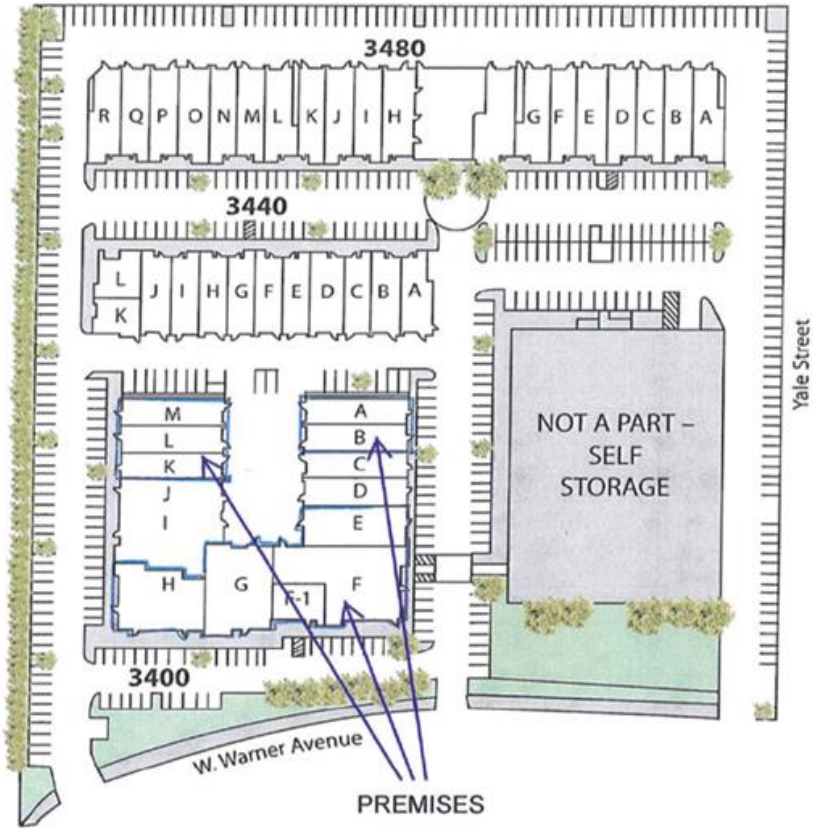 3480
R Q P O N M L K J I H G F E D C B A
3440
L J I H G F E D C B A
K
Yale Street
M A
L B
K C
J D
I E
H G F
F-1
NOT A PART –
SELF
STORAGE
3400
W. Warner Avenue
PREMISES